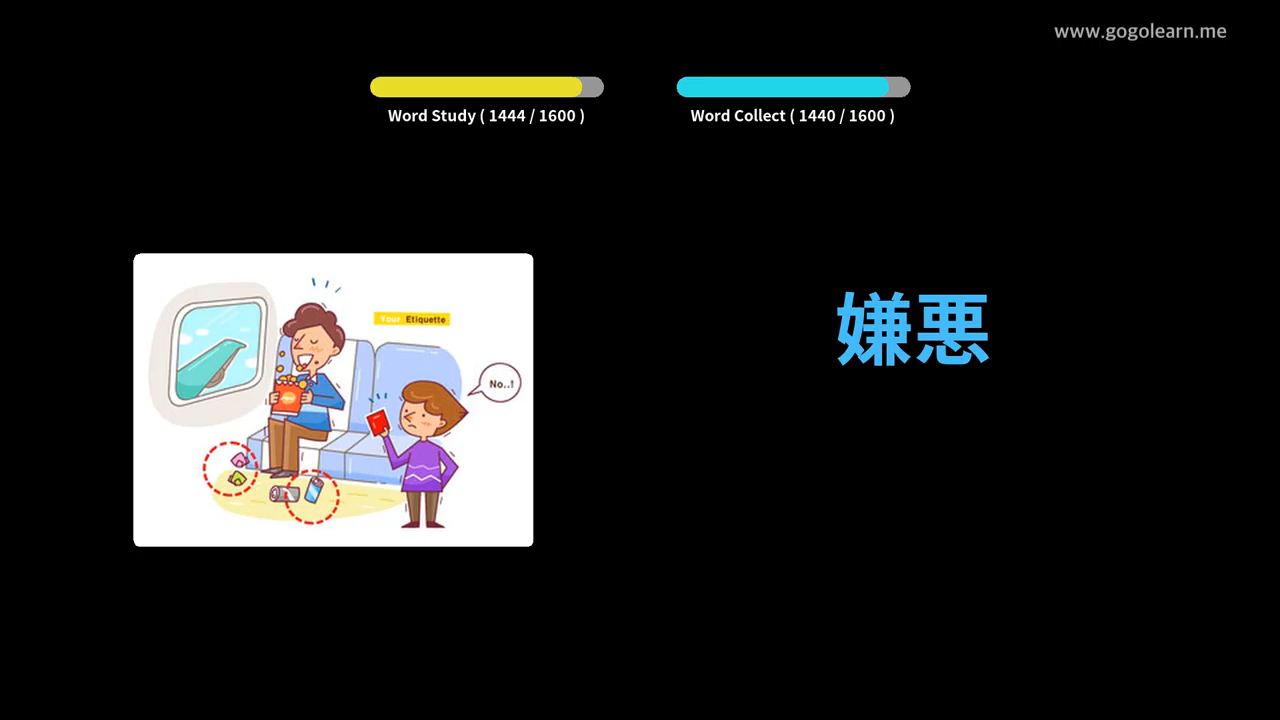 www.gogolearn.me
Word Study ( 1444 / 1600 )
Word Collect ( 1440 / 1600 )
Your Etiquette
No..!
嫌悪